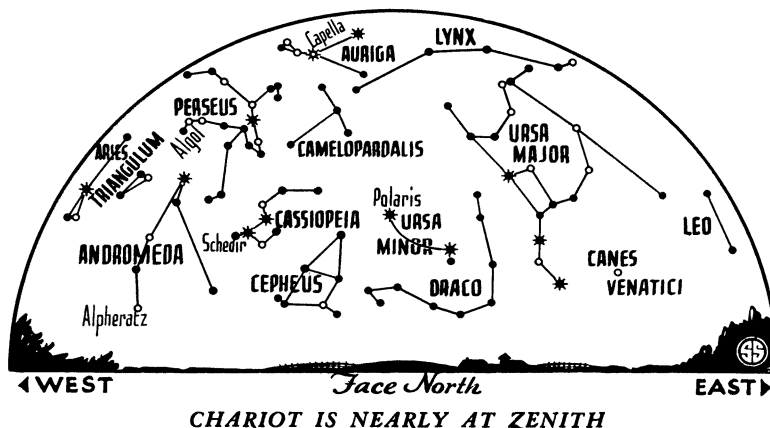 Capella
AURIGA
LYNX
PERSEUS
Algol
CAMELOPARDALIS
URSA
MAJOR
ARIES
TRIANGULUM
Polaris
URSA
MINOR
CASSIOPEIA
Schedir
LEO
ANDROMEDA
CEPHEUS
DRACO
CANES
VENATICI
Alpheratz
SS
WEST
Face North
EAST
CHARIOT IS NEARLY AT ZENITH